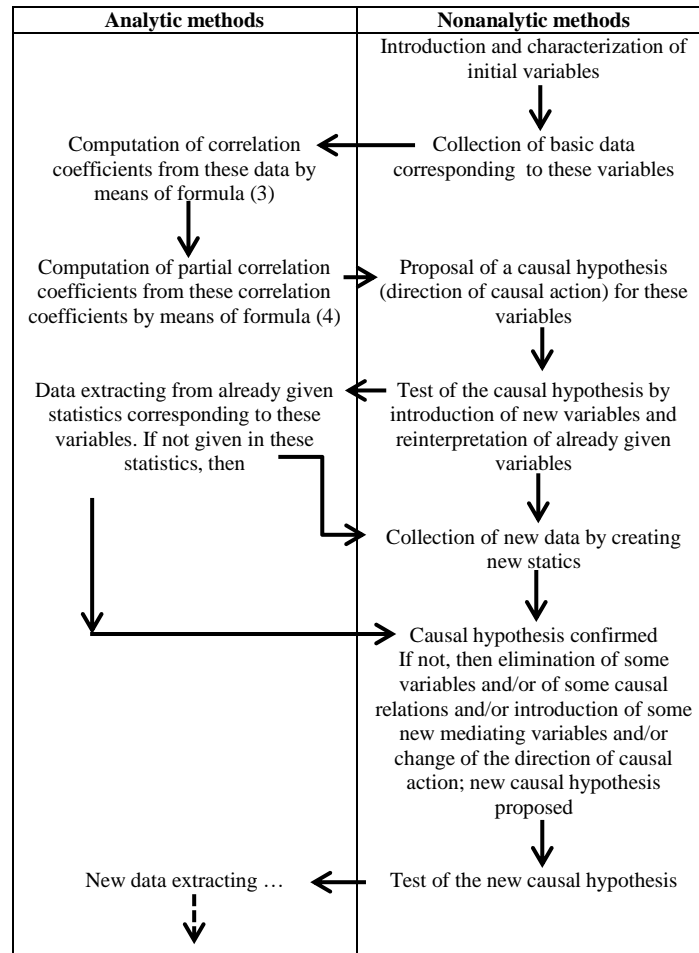 Analytic methods
Nonanalytic methods
Introduction and characterization of
initial variables
Computation of correlation
coefficients from these data by
means of formula (3)
Collection of basic data
corresponding to these variables
Computation of partial correlation
coefficients from these correlation
coefficients by means of formula (4)
Proposal of a causal hypothesis
(direction of causal action) for these
variables
Data extracting from already given
statistics corresponding to these
variables. If not given in these
statistics, then
Test of the causal hypothesis by
introduction of new variables and
reinterpretation of already given
variables
Collection of new data by creating
new statics
Causal hypothesis confirmed
If not, then elimination of some
variables and/or of some causal
relations and/or introduction of some
new mediating variables and/or
change of the direction of causal
action; new causal hypothesis
proposed
New data extracting …
Test of the new causal hypothesis